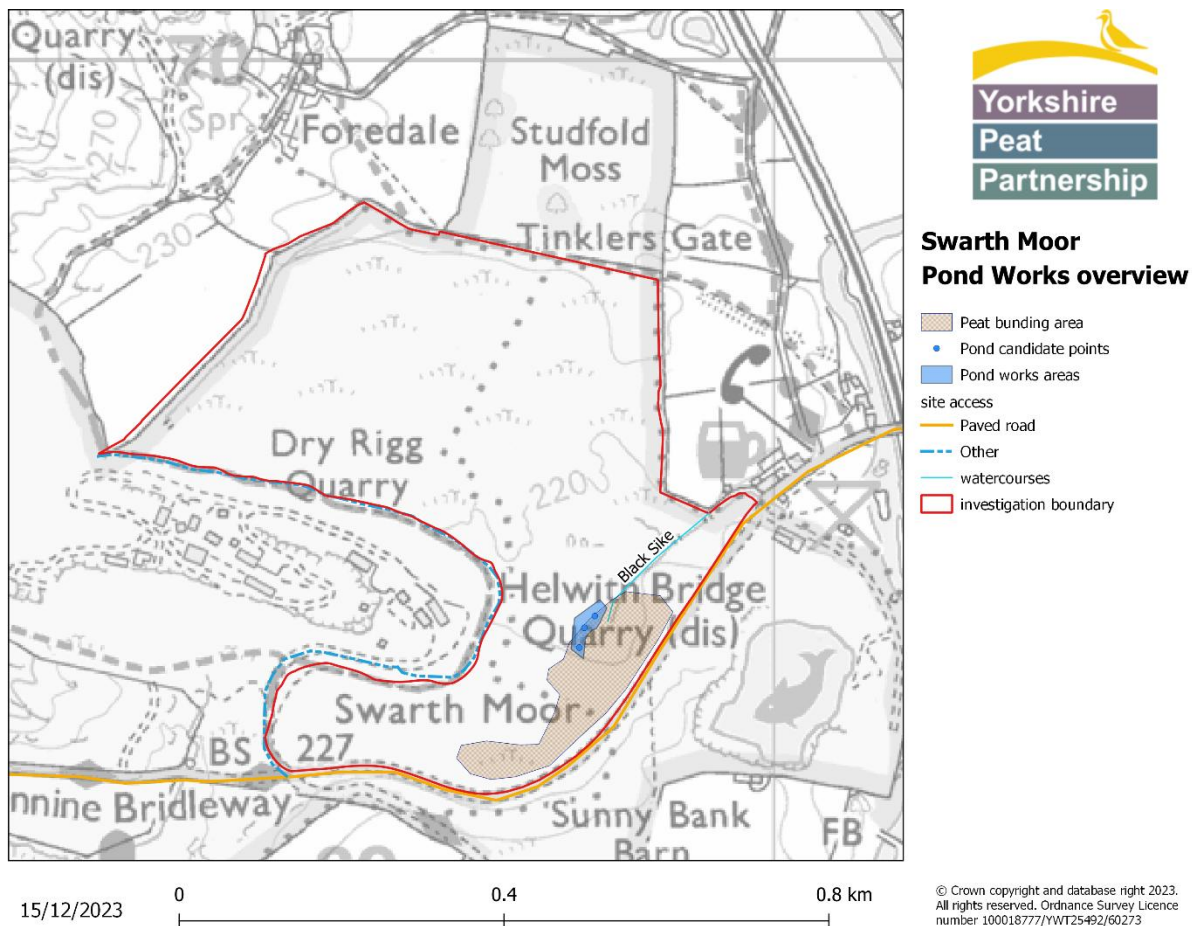 Quarry
(dis)
70
Spr
Foredale
Studfold
Moss
270
230
Tinklers Gate
Dry Rigg
Quarry
220
Black Sike
Helwith Bridge
Quarry (dis)
Swarth Moor
BS 227
nnine Bridleway
Sunny Bank
Barn
FB
15/12/2023
0 0.4 0.8 km
Yorkshire
Peat
Partnership
Swarth Moor
Pond Works overview
Peat bunding area
Pond candidate points
Pond works areas
site access
Paved road
Other
watercourses
investigation boundary
© Crown copyright and database right 2023.
All rights reserved. Ordnance Survey Licence
number 100018777/YWT25492/60273